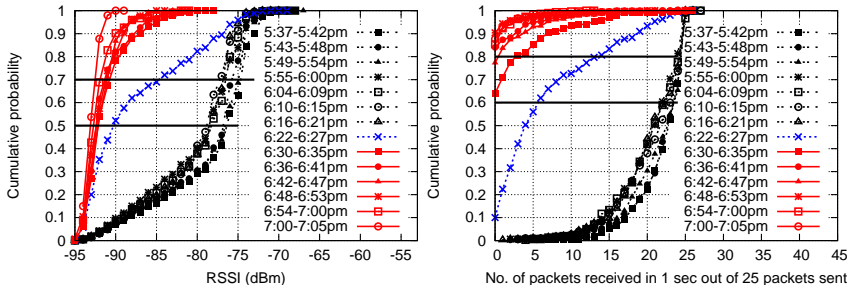 Cumulative probability
1
0.9
0.8
0.7
0.6
0.5
0.4
0.3
0.2
0.1
0
-95
-90
-85
-80
-75
-70
-65
-60
-55
RSSI (dBm)
5:37-5:42pm
5:43-5:48pm
5:49-5:54pm
5:55-6:00pm
6:04-6:09pm
6:10-6:15pm
6:16-6:21pm
6:22-6:27pm
6:30-6:35pm
6:36-6:41pm
6:42-6:47pm
6:48-6:53pm
6:54-7:00pm
7:00-7:05pm
Cumulative probability
1
0.9
0.8
0.7
0.6
0.5
0.4
0.3
0.2
0.1
0
0
5
10
15
20
25
30
35
40
45
No. of packets received in 1 sec out of 25 packets sent
5:37-5:42pm
5:43-5:48pm
5:49-5:54pm
5:55-6:00pm
6:04-6:09pm
6:10-6:15pm
6:16-6:21pm
6:22-6:27pm
6:30-6:35pm
6:36-6:41pm
6:42-6:47pm
6:48-6:53pm
6:54-7:00pm
7:00-7:05pm